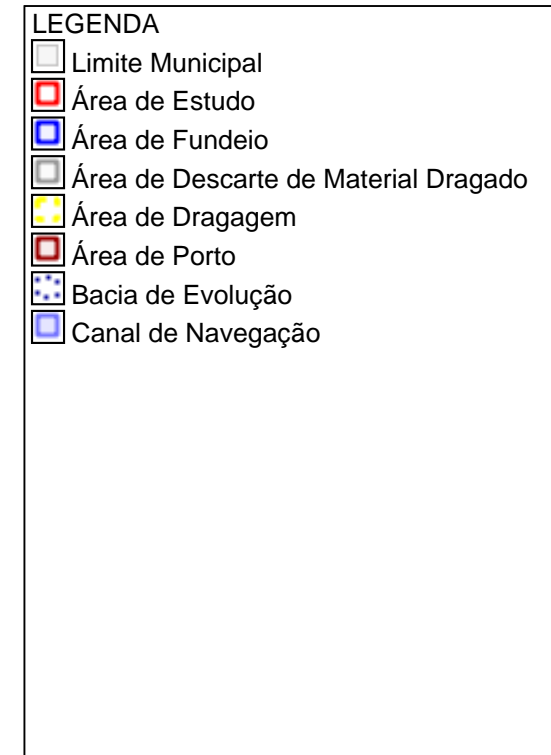 LEGENDA
Limite Municipal
Área de Estudo
Área de Fundeio
Área de Descarte de Material Dragado
Área de Dragagem
Área de Porto
Bacia de Evolução
Canal de Navegação